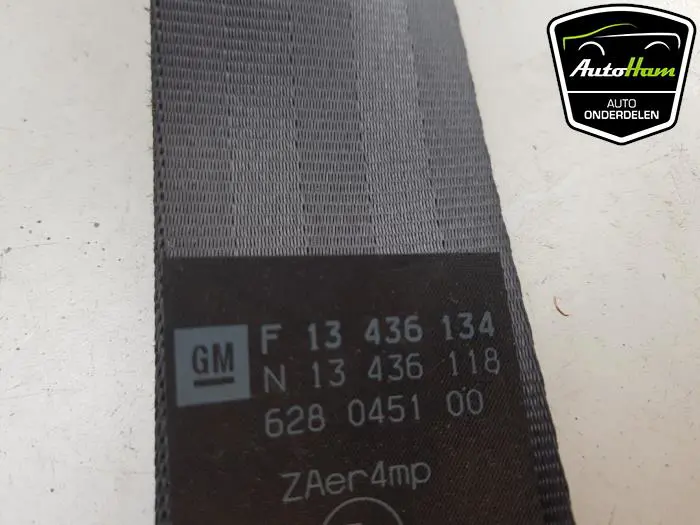 AutoHam
AUTO
ONDERDELEN
GM
F 13 436 134
N 13 436 118
628 0451 00
ZAer4mp